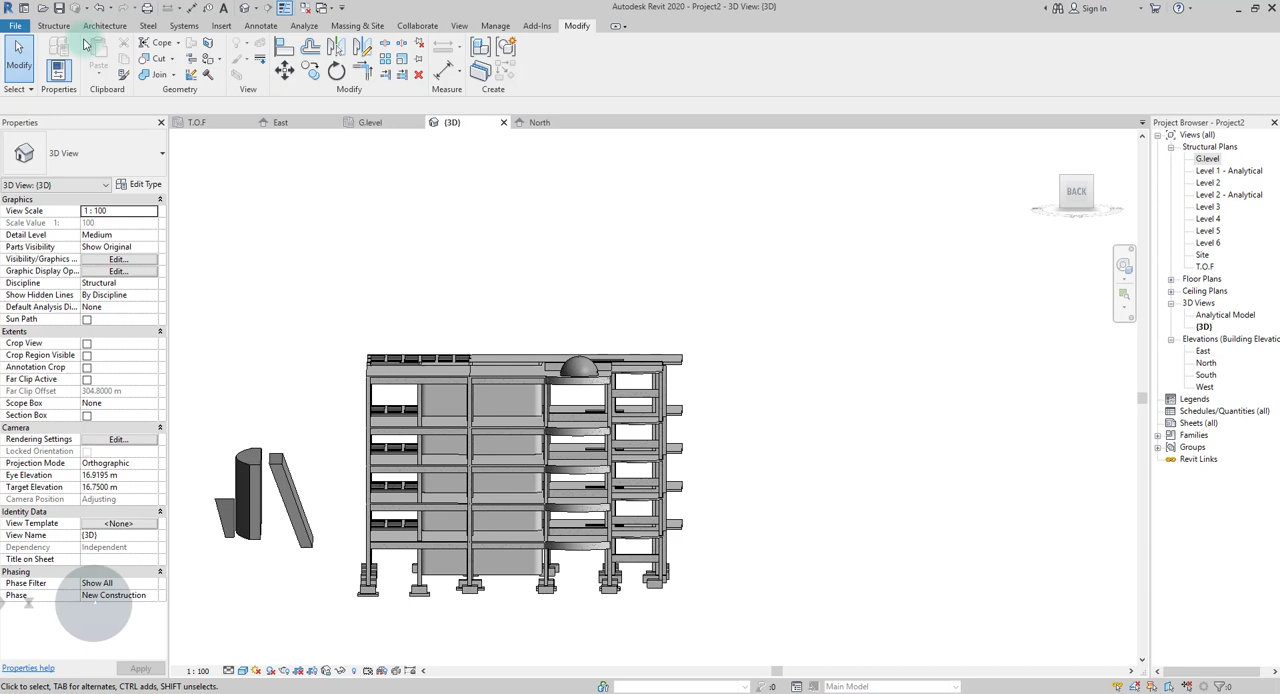 Autodesk Revit 2020 - Project2 - 3D View: {3D}
Sign In
File Structure Architecture Steel Systems Insert Annotate Analyze Massing & Site Collaborate View Manage Add-Ins Modify
Modify
Paste
Cope
Cut
Join
Select Properties Clipboard Geometry View Modify Measure Create
Properties
T.O.F East G.level {3D} North
Project Browser - Project2
3D View
3D View: {3D} Edit Type
Graphics
View Scale 1 : 100
Scale Value 1: 100
Detail Level Medium
Parts Visibility Show Original
Visibility/Graphics ... Edit...
Graphic Display Op... Edit...
Discipline Structural
Show Hidden Lines By Discipline
Default Analysis Di... None
Sun Path
Extents
Crop View
Crop Region Visible
Annotation Crop
Far Clip Active
Far Clip Offset 304.8000 m
Scope Box None
Section Box
Camera
Rendering Settings Edit...
Locked Orientation
Projection Mode Orthographic
Eye Elevation 16.9195 m
Target Elevation 16.7500 m
Camera Position Adjusting
Identity Data
View Template <None>
View Name {3D}
Dependency Independent
Title on Sheet
Phasing
Phase Filter Show All
Phase New Construction
Properties help Apply
BACK
Views (all)
Structural Plans
G.level
Level 1 - Analytical
Level 2
Level 2 - Analytical
Level 3
Level 4
Level 5
Level 6
Site
T.O.F
Floor Plans
Ceiling Plans
3D Views
Analytical Model
{3D}
Elevations (Building Elevatio
East
North
South
West
Legends
Schedules/Quantities (all)
Sheets (all)
Families
Groups
Revit Links
1 : 100
Click to select, TAB for alternates, CTRL adds, SHIFT unselects.
:0
Main Model
:0